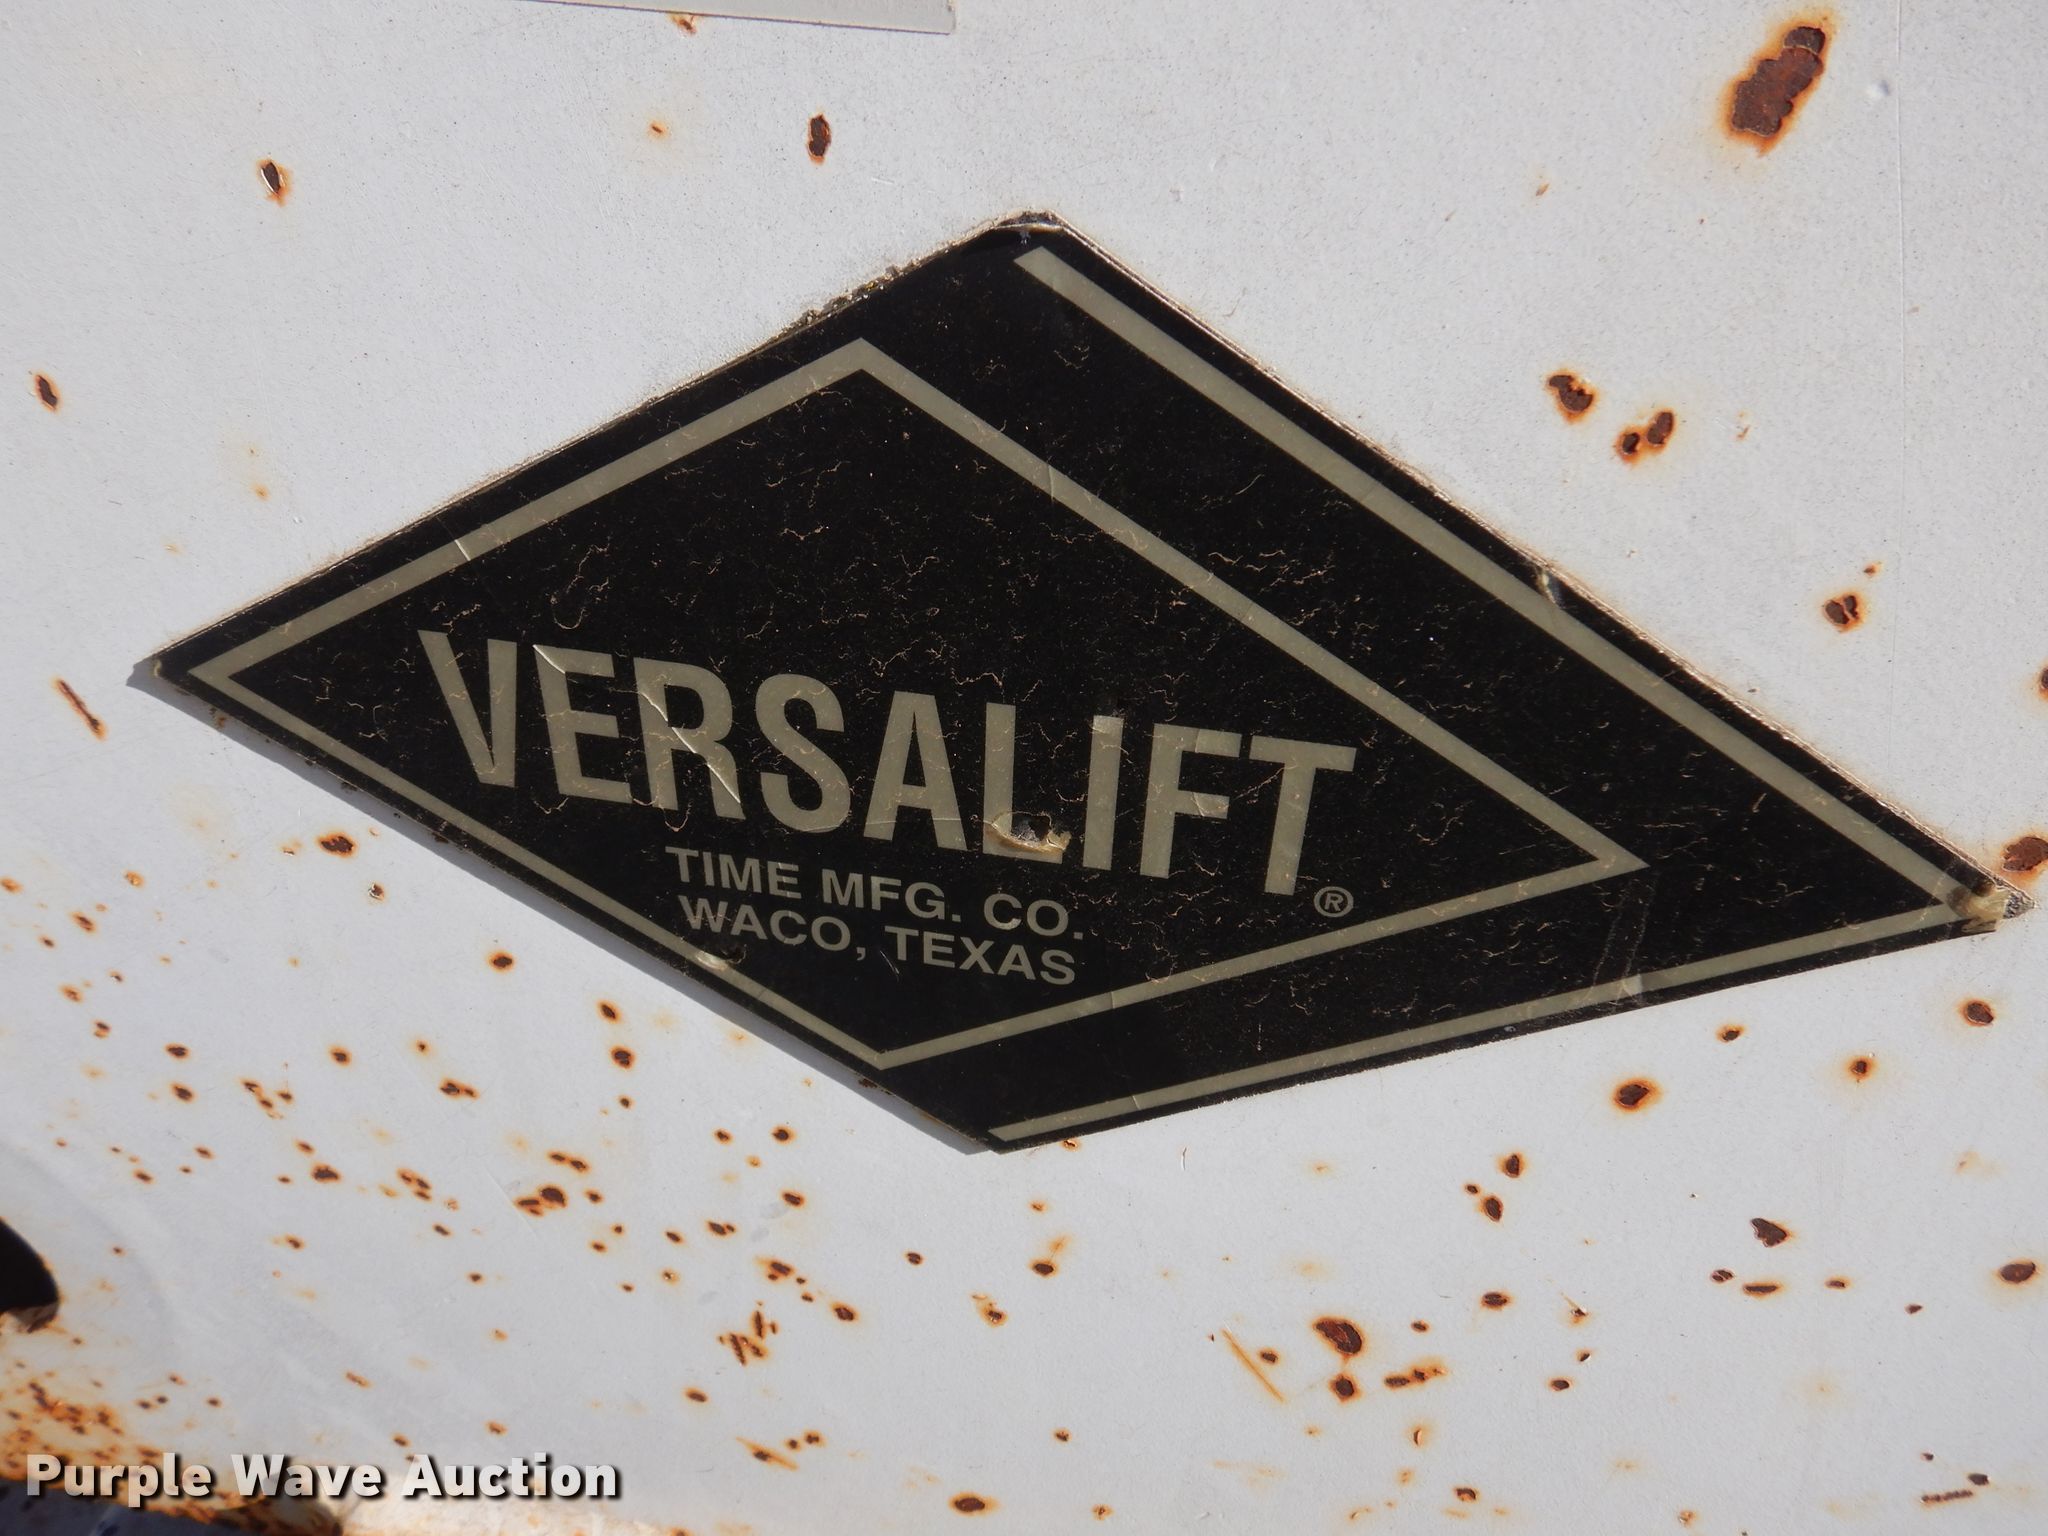 VERSALIFT®
TIME MFG. CO.
WACO, TEXAS
Purple Wave Auction